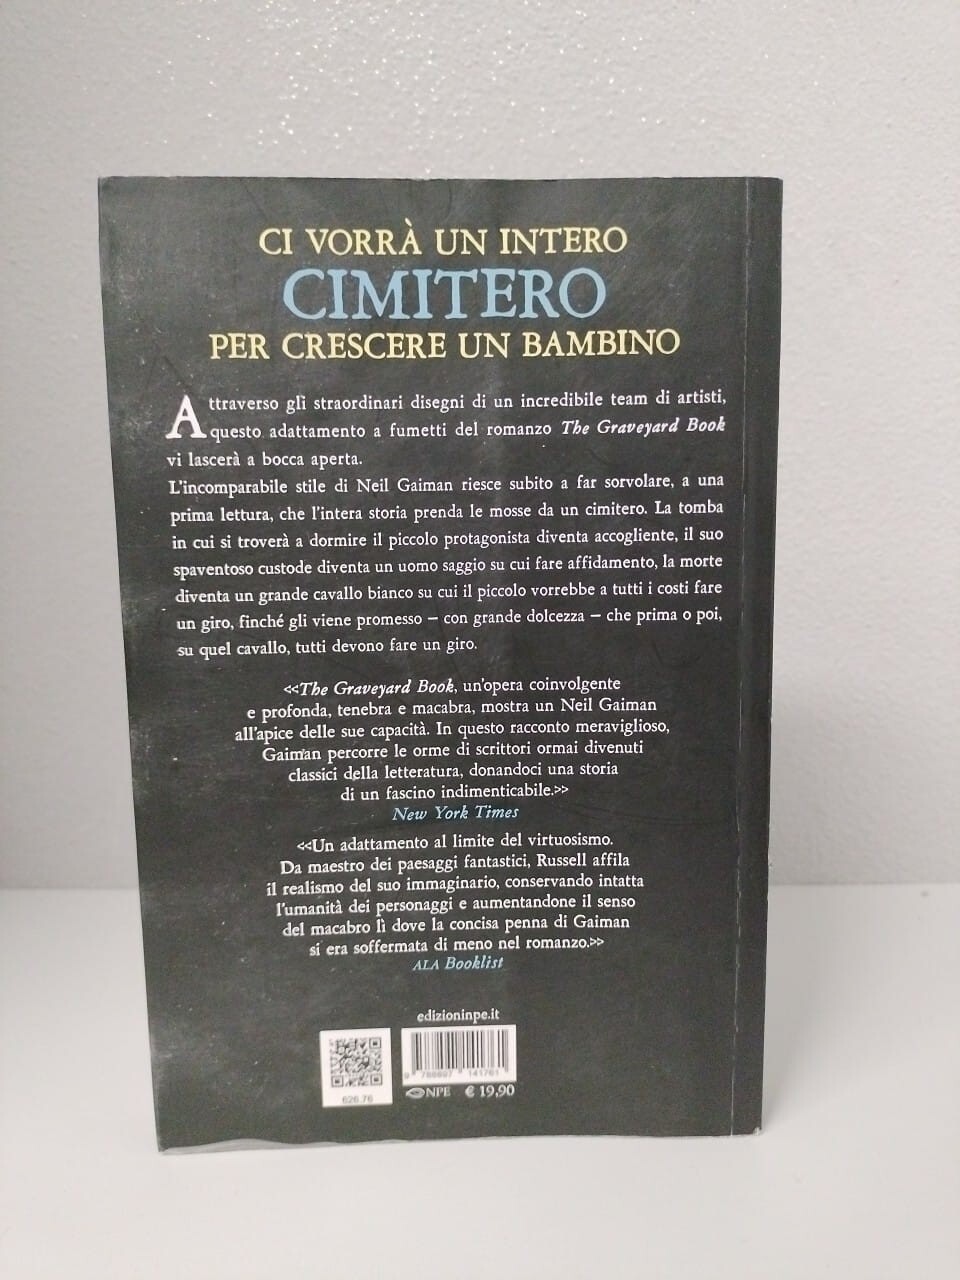 CI VORRÀ UN INTERO
CIMITERO
PER CRESCERE UN BAMBINO
Attraverso gli straordinari disegni di un incredibile team di artisti,
questo adattamento a fumetti del romanzo The Graveyard Book
vi lascerà a bocca aperta.
L'incomparabile stile di Neil Gaiman riesce subito a far sorvolare, a una
prima lettura, che l'intera storia prenda le mosse da un cimitero. La tomba
in cui si troverà a dormire il piccolo protagonista diventa accogliente, il suo
spaventoso custode diventa un uomo saggio su cui fare affidamento, la morte
diventa un grande cavallo bianco su cui il piccolo vorrebbe a tutti i costi fare
un giro, finché gli viene promesso – con grande dolcezza – che prima o poi,
su quel cavallo, tutti devono fare un giro.
«The Graveyard Book, un'opera coinvolgente
e profonda, tenebra e macabra, mostra un Neil Gaiman
all'apice delle sue capacità. In questo racconto meraviglioso,
Gaiman percorre le orme di scrittori ormai divenuti
classici della letteratura, donandoci una storia
di un fascino indimenticabile.»
New York Times
«Un adattamento al limite del virtuosismo.
Da maestro dei paesaggi fantastici, Russell affila
il realismo del suo immaginario, conservando intatta
l'umanità dei personaggi e aumentandone il senso
del macabro lì dove la concisa penna di Gaiman
si era soffermata di meno nel romanzo.»
ALA Booklist
edizioninpe.it
9 788897 141761
626.76
NPE € 19,90